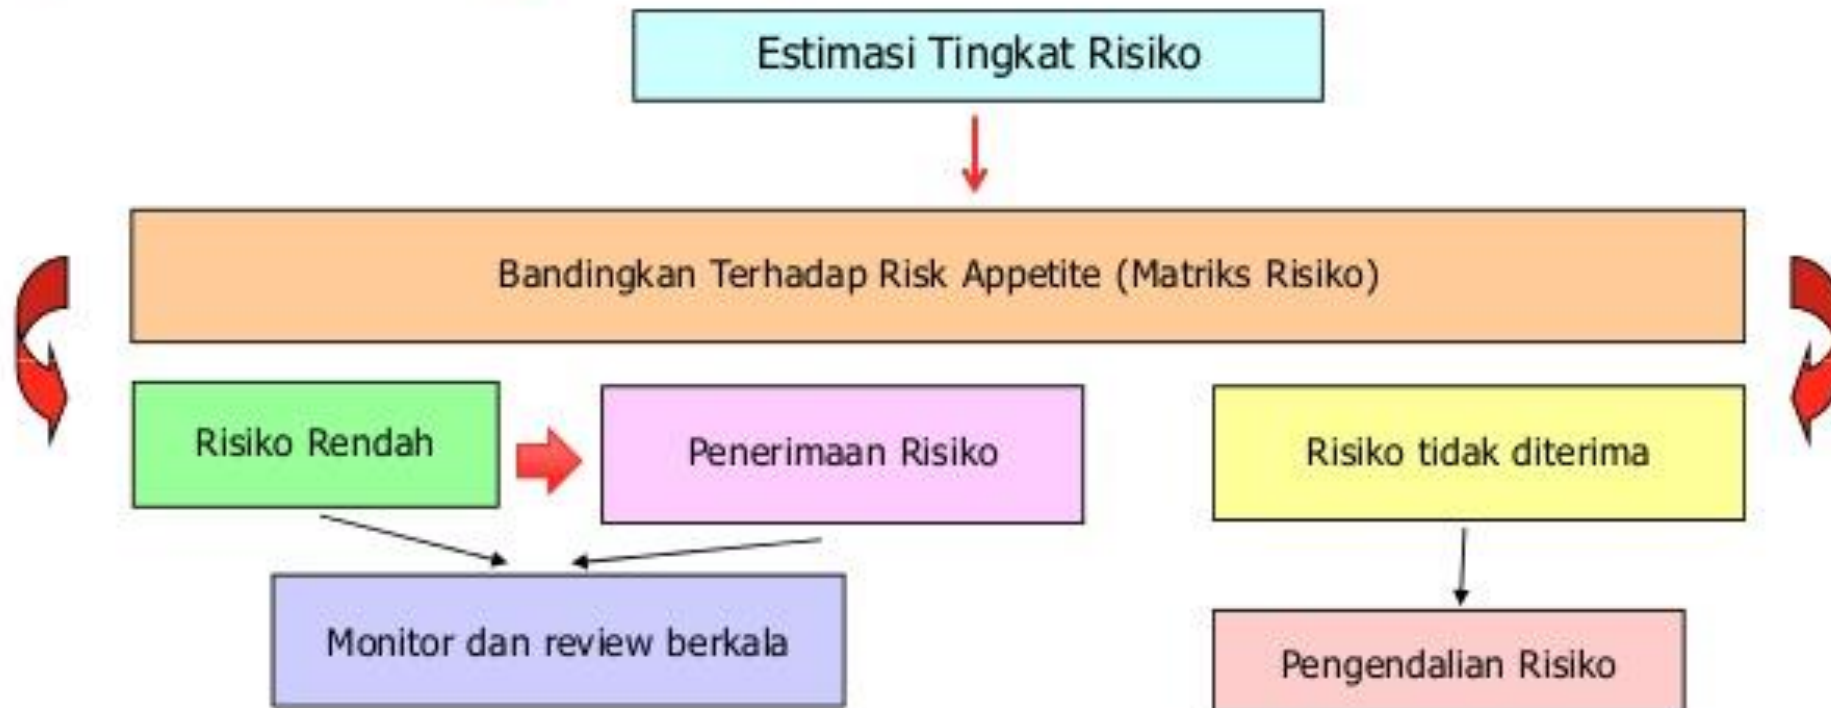 Estimasi Tingkat Risiko
Bandingkan Terhadap Risk Appetite (Matriks Risiko)
Risiko Rendah
Penerimaan Risiko
Risiko tidak diterima
Monitor dan review berkala
Pengendalian Risiko